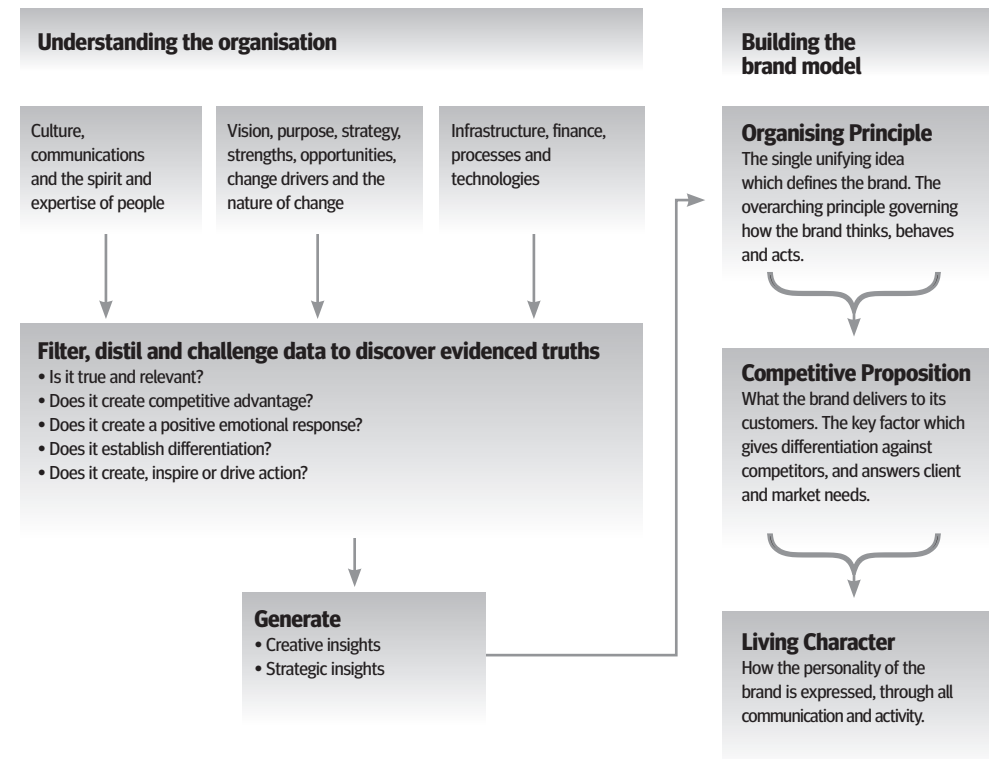 Understanding the organisation
Culture,
communications
and the spirit and
expertise of people
Vision, purpose, strategy,
strengths, opportunities,
change drivers and the
nature of change
Infrastructure, finance,
processes and
technologies
Filter, distil and challenge data to discover evidenced truths
• Is it true and relevant?
• Does it create competitive advantage?
• Does it create a positive emotional response?
• Does it establish differentiation?
• Does it create, inspire or drive action?
Generate
• Creative insights
• Strategic insights
Building the
brand model
Organising Principle
The single unifying idea
which defines the brand. The
overarching principle governing
how the brand thinks, behaves
and acts.
Competitive Proposition
What the brand delivers to its
customers. The key factor which
gives differentiation against
competitors, and answers client
and market needs.
Living Character
How the personality of the
brand is expressed, through all
communication and activity.